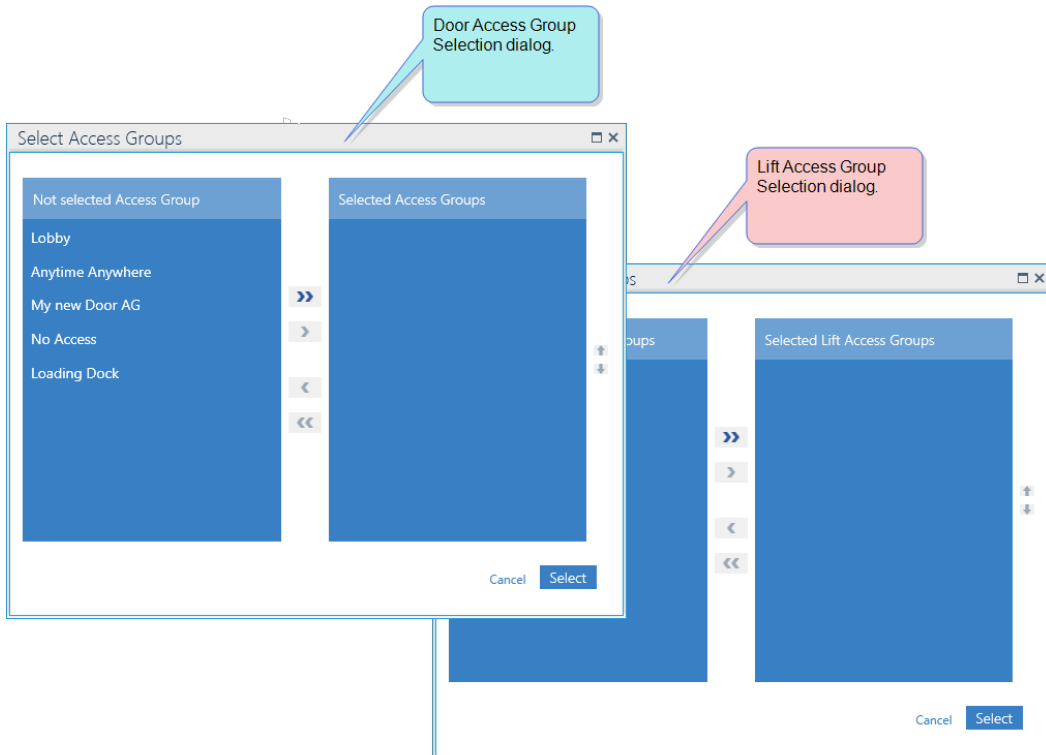 Door Access Group
Selection dialog.
Select Access Groups
Lift Access Group
Selection dialog.
Not selected Access Group
Selected Access Groups
Lobby
Anytime Anywhere
My new Door AG
No Access
Loading Dock
Cancel
Select
Selected Lift Access Groups
Cancel
Select